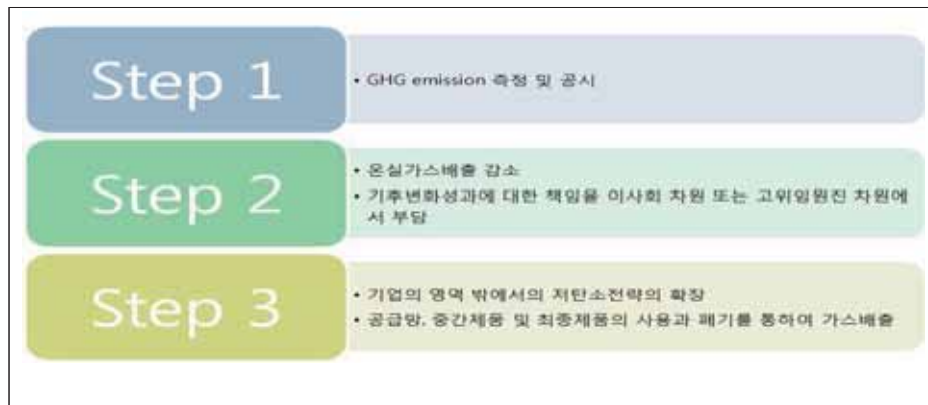 Step 1
• GHG emission 측정 및 공시
Step 2
• 온실가스배출 감소
• 기후변화성과에 대한 책임을 이사회 차원 또는 고위임원진 차원에
서 부담
Step 3
• 기업의 영역 밖에서의 저탄소전략의 확장
• 공급망, 중간제품 및 최종제품의 사용과 폐기를 통하여 가스배출